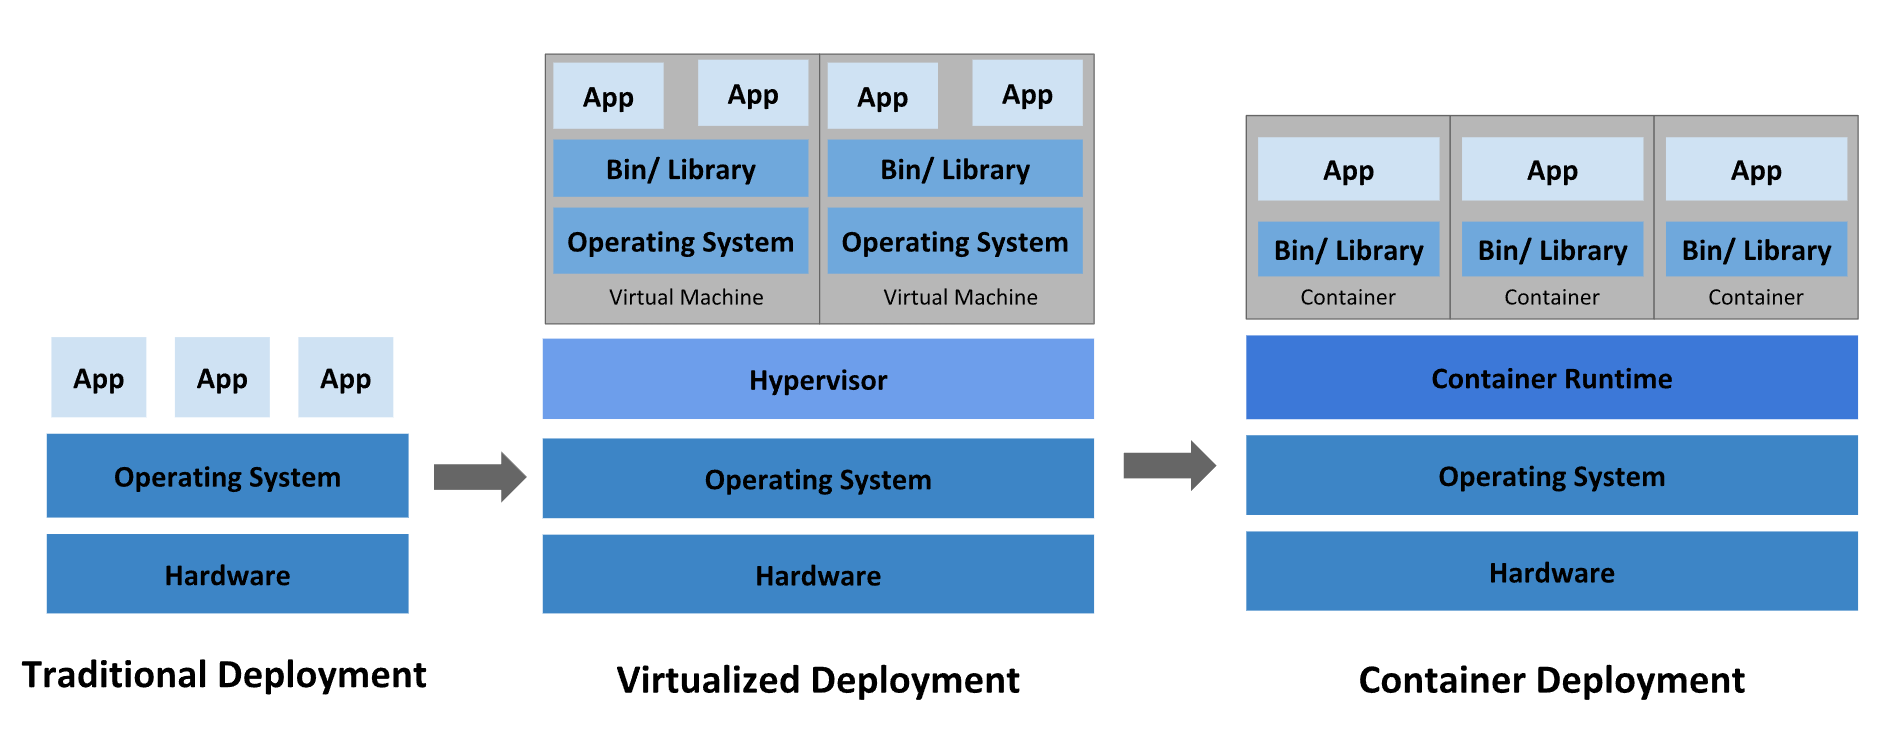 App
App
App
Operating System
Hardware
Traditional Deployment
App
App
App
App
Bin/ Library
Bin/ Library
Operating System
Operating System
Virtual Machine
Virtual Machine
Hypervisor
Operating System
Hardware
Virtualized Deployment
App
App
App
Bin/ Library
Bin/ Library
Bin/ Library
Container
Container
Container
Container Runtime
Operating System
Hardware
Container Deployment